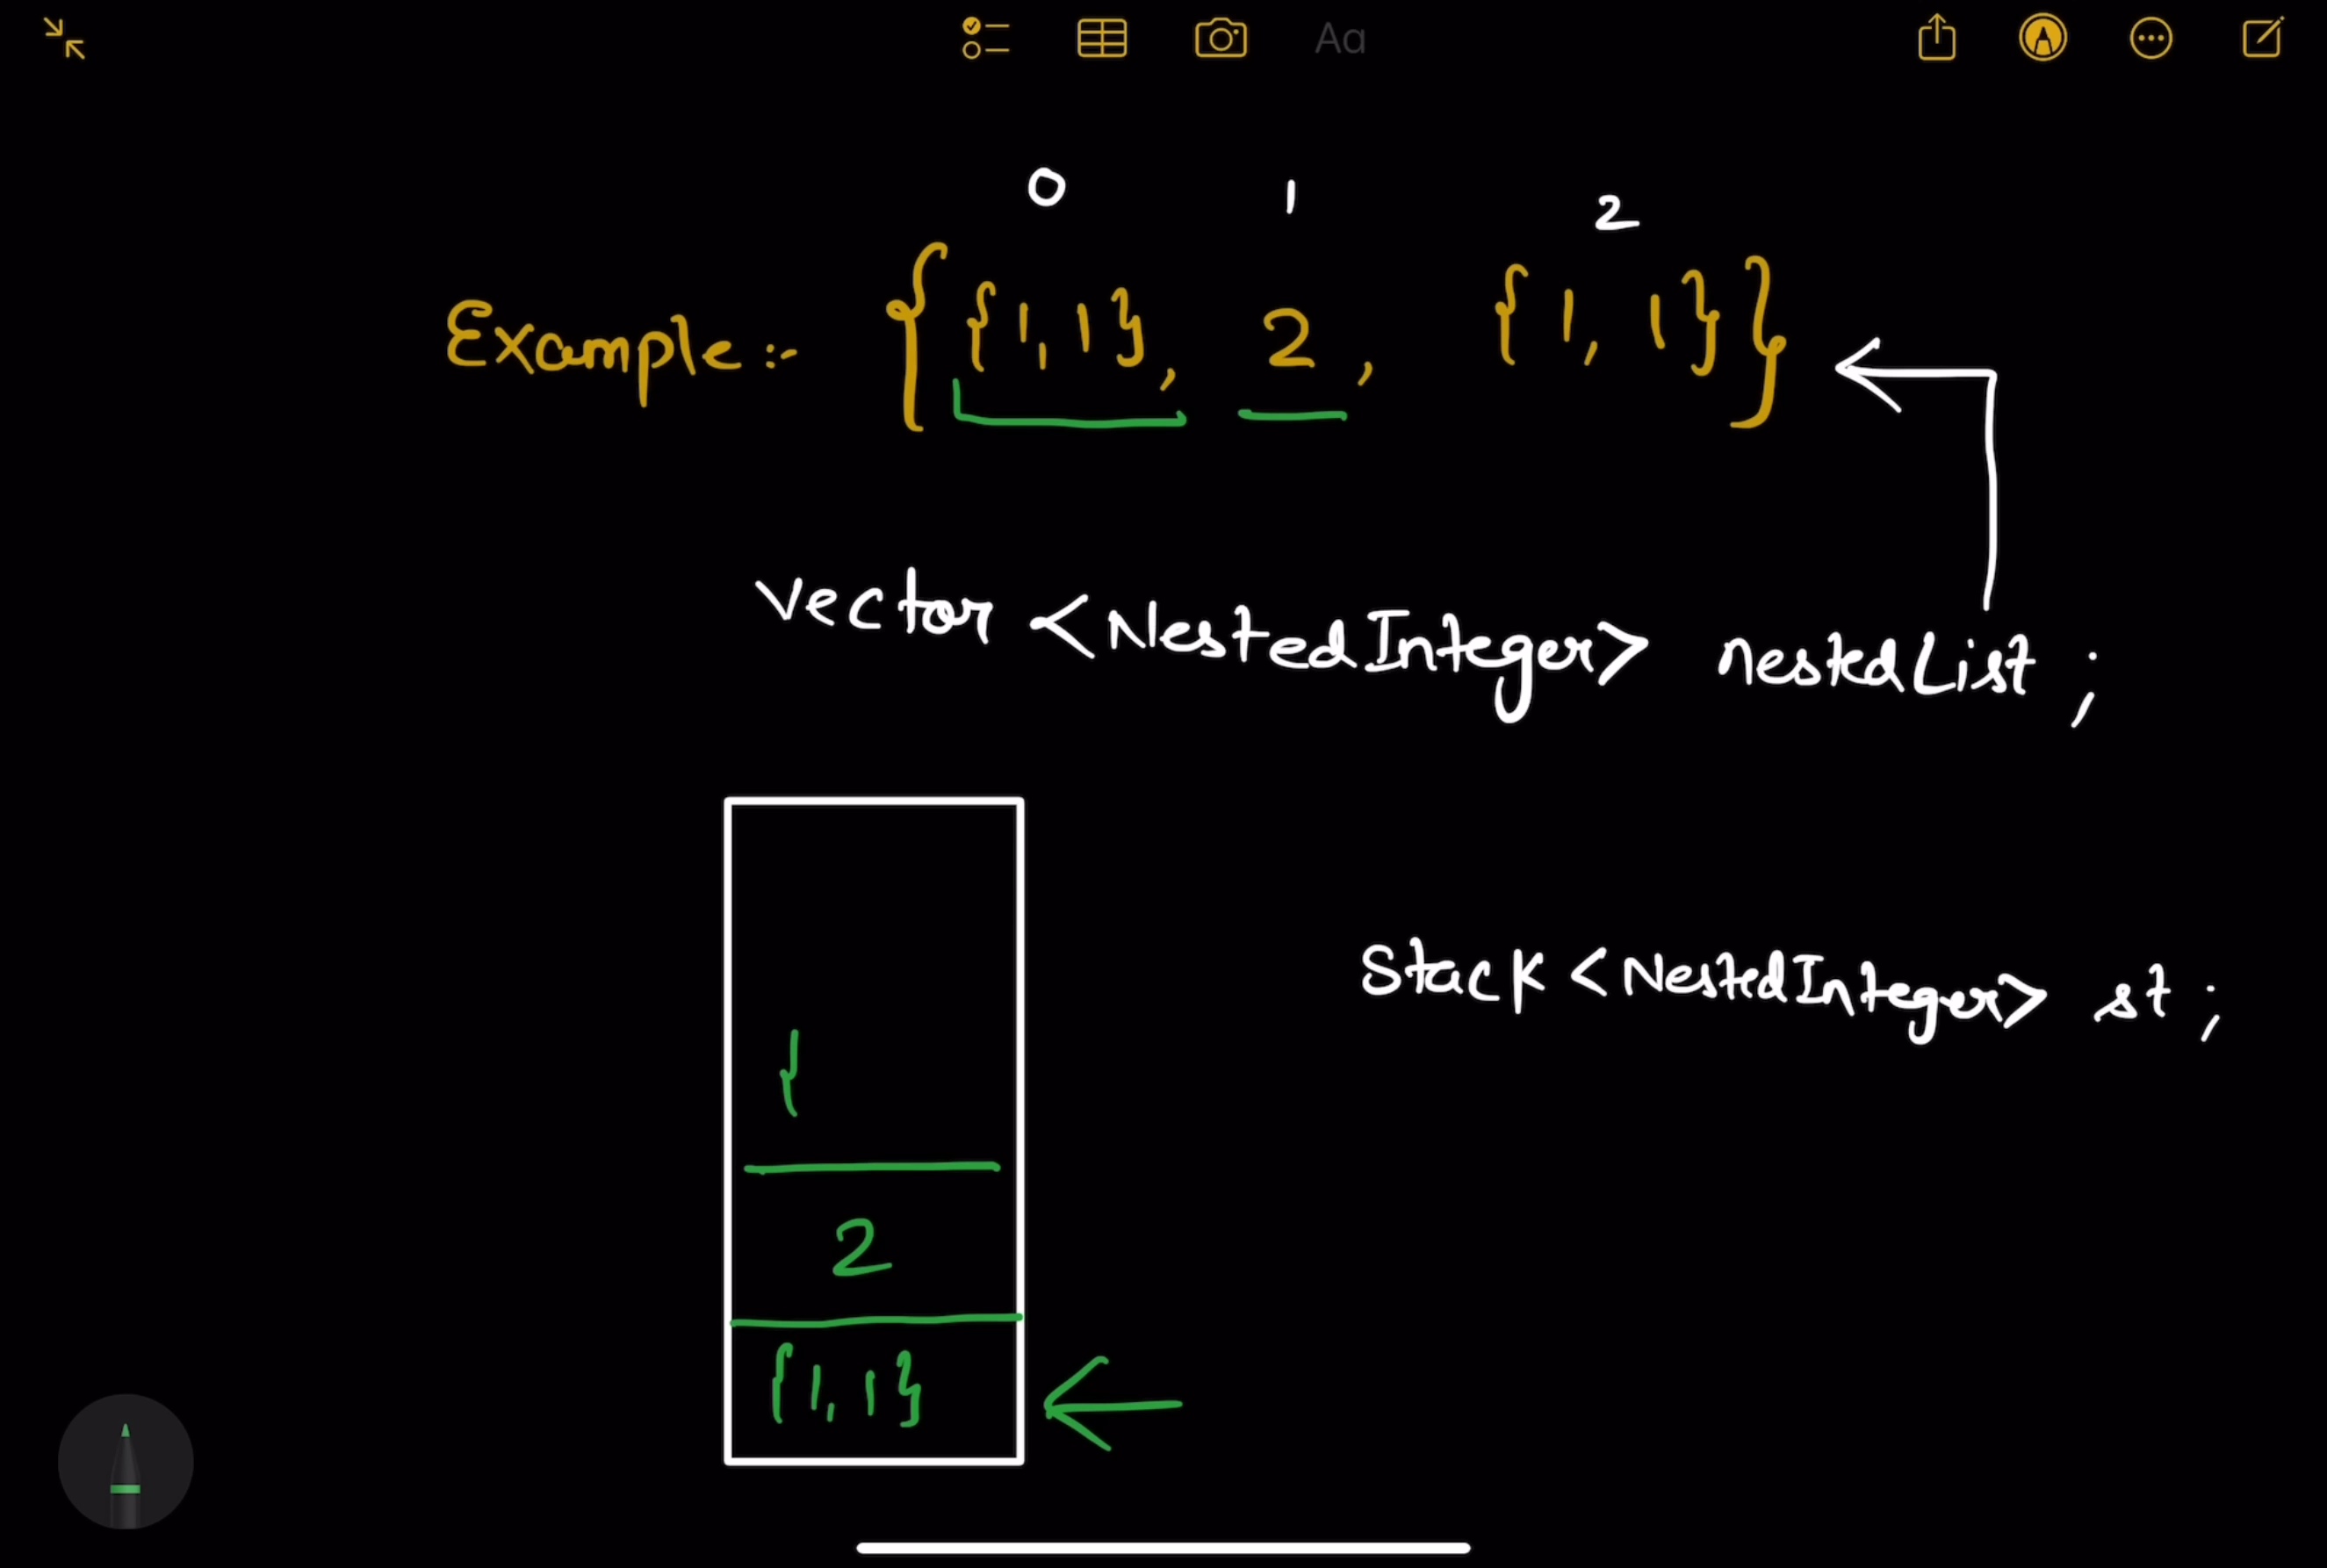 Aa
0 1 2
Example:- {{1,1}, 2, {1,1}}
vector <NestedInteger> nestedList ;
Stack <NestedInteger> st ;
{
2
{1,1}